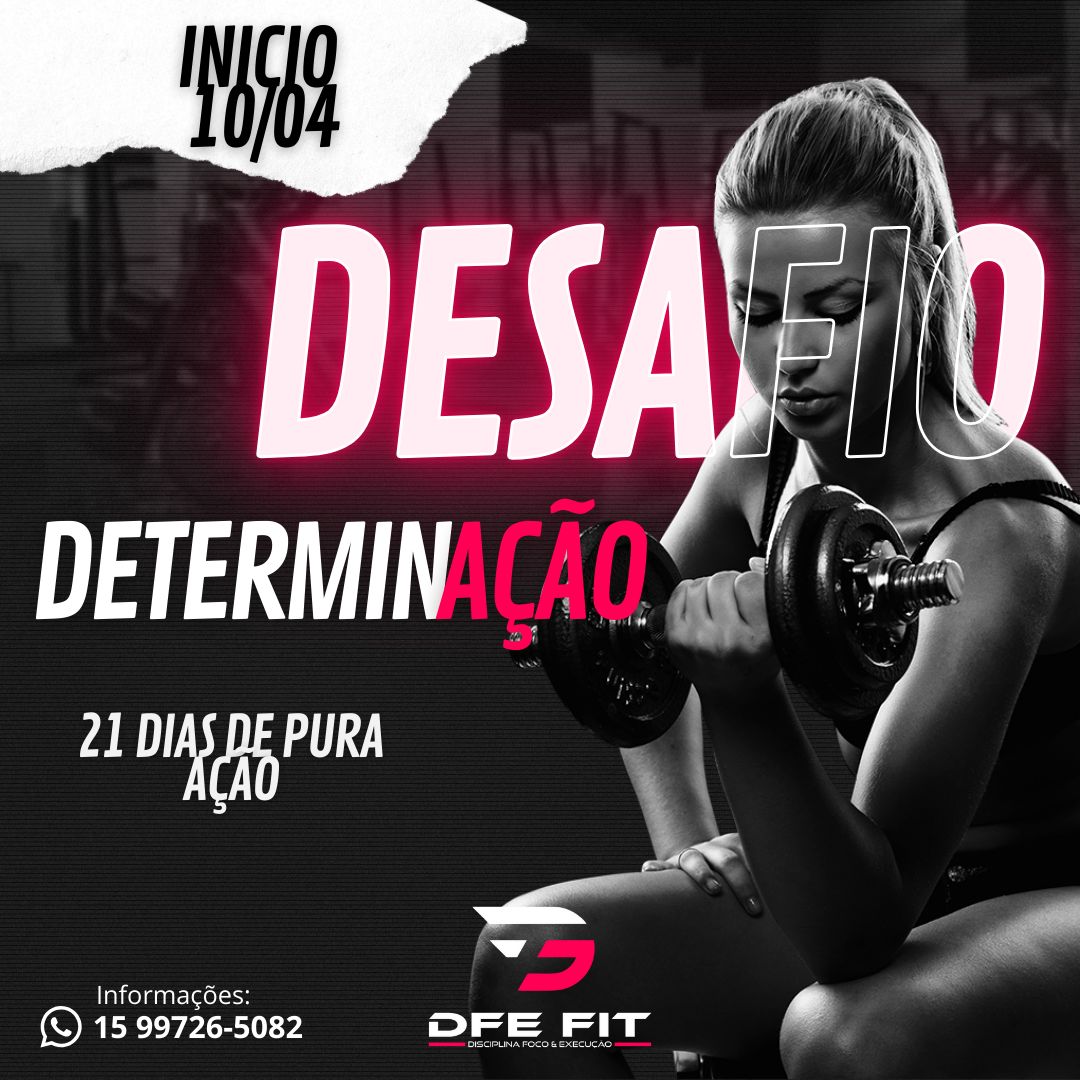 INICIO
10/04
DESAFIO
DETERMINAÇÃO
21 DIAS DE PURA
AÇÃO
Informações:
15 99726-5082
DFE FIT
DISCIPLINA FOCO & EXECUÇÃO